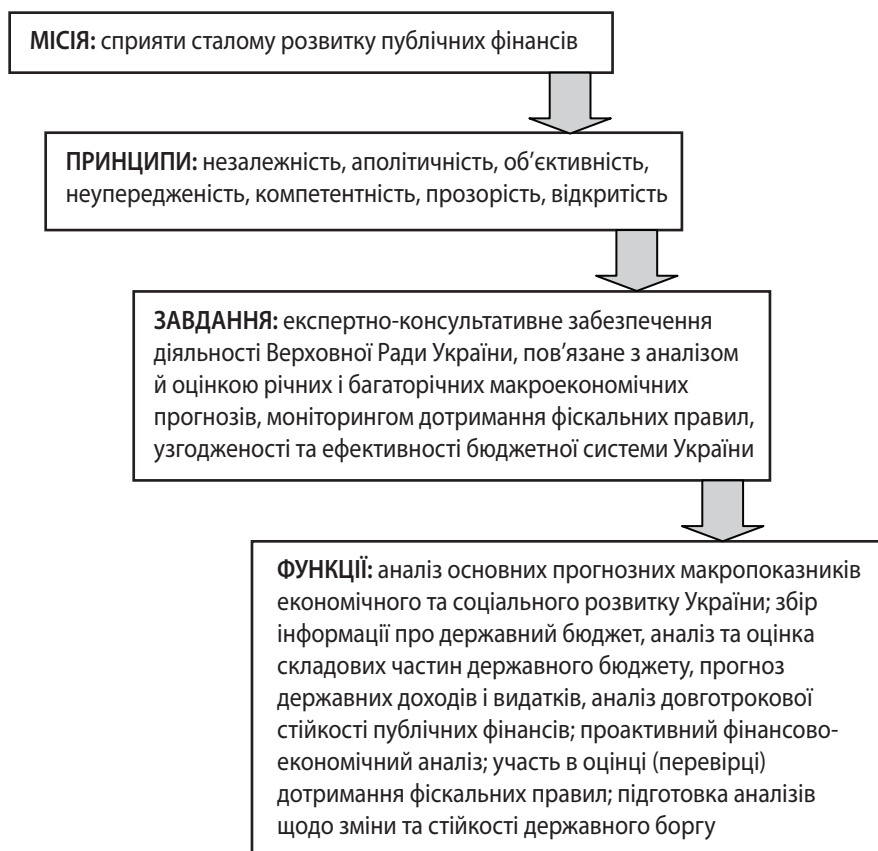 МІСІЯ: сприяти сталому розвитку публічних фінансів
ПРИНЦИПИ: незалежність, аполітичність, об’єктивність,
неупередженість, компетентність, прозорість, відкритість
ЗАВДАННЯ: експертно-консультативне забезпечення
діяльності Верховної Ради України, пов’язане з аналізом
й оцінкою річних і багаторічних макроекономічних
прогнозів, моніторингом дотримання фіскальних правил,
узгодженості та ефективності бюджетної системи України
ФУНКЦІЇ: аналіз основних прогнозних макропоказників
економічного та соціального розвитку України; збір
інформації про державний бюджет, аналіз та оцінка
складових частин державного бюджету, прогноз
державних доходів і видатків, аналіз довготрокової
стійкості публічних фінансів; проактивний фінансово-
економічний аналіз; участь в оцінці (перевірці)
дотримання фіскальних правил; підготовка аналізів
щодо зміни та стійкості державного боргу